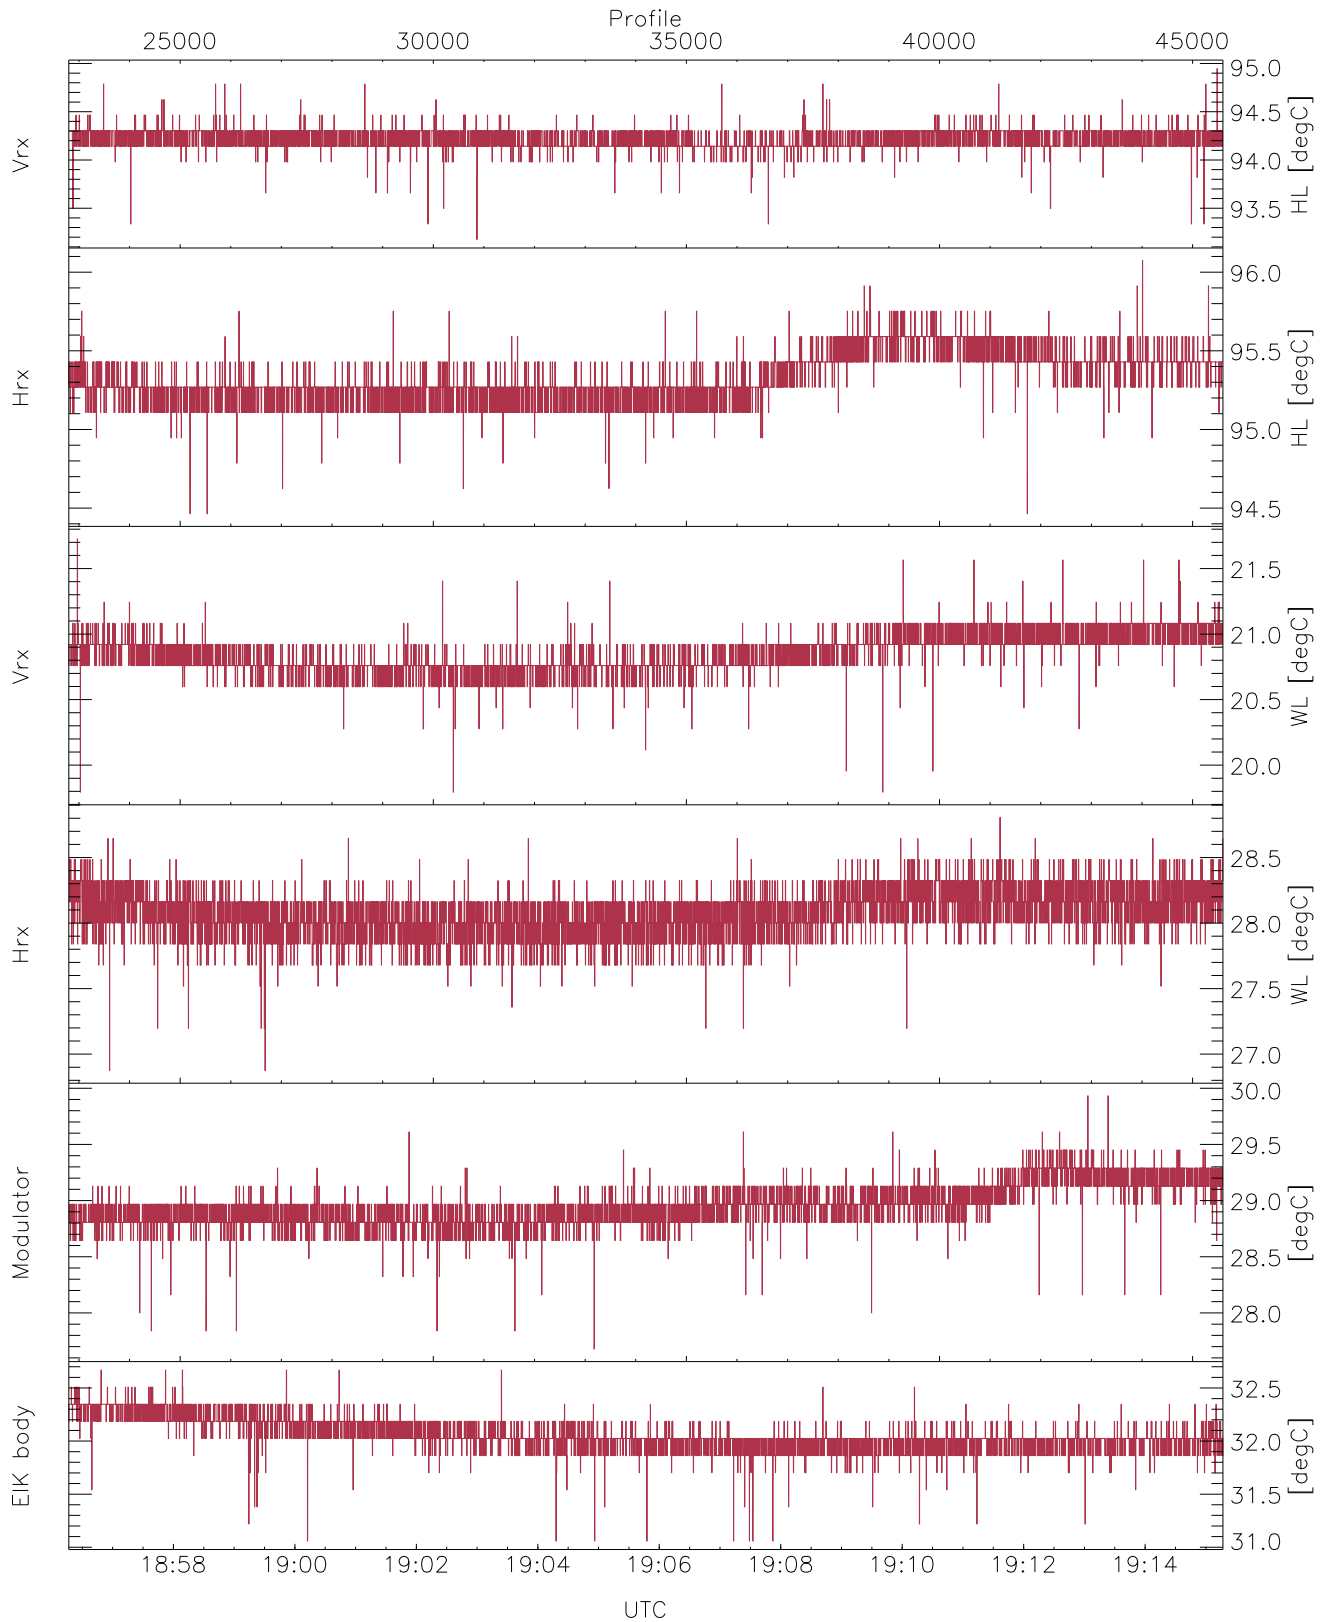 Profile
25000 30000 35000 40000 45000
Vrx
95.0
94.5
94.0
93.5
HL [degC]
Hrx
96.0
95.5
95.0
94.5
HL [degC]
Vrx
21.5
21.0
20.5
20.0
WL [degC]
Hrx
28.5
28.0
27.5
27.0
WL [degC]
Modulator
30.0
29.5
29.0
28.5
28.0
[degC]
EIK body
32.5
32.0
31.5
31.0
[degC]
18:58 19:00 19:02 19:04 19:06 19:08 19:10 19:12 19:14
UTC